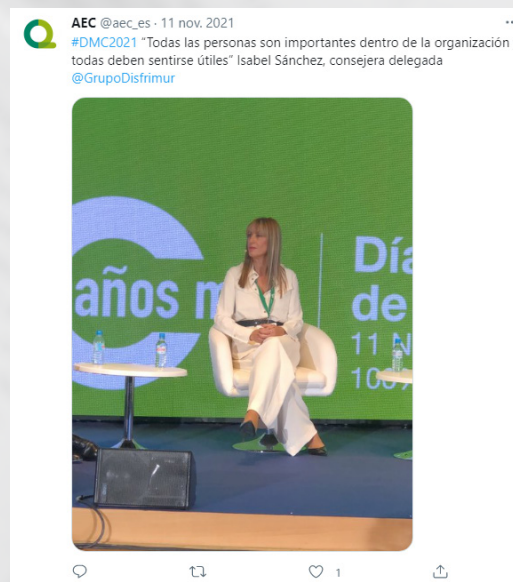 AEC @aec_es · 11 nov. 2021
#DMC2021 “Todas las personas son importantes dentro de la organización
todas deben sentirse útiles” Isabel Sánchez, consejera delegada
@GrupoDisfrimur
años
Día
de
11 N
100%
1